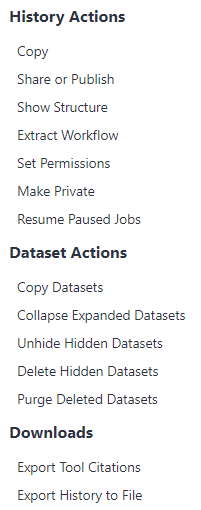 History Actions
Copy
Share or Publish
Show Structure
Extract Workflow
Set Permissions
Make Private
Resume Paused Jobs
Dataset Actions
Copy Datasets
Collapse Expanded Datasets
Unhide Hidden Datasets
Delete Hidden Datasets
Purge Deleted Datasets
Downloads
Export Tool Citations
Export History to File